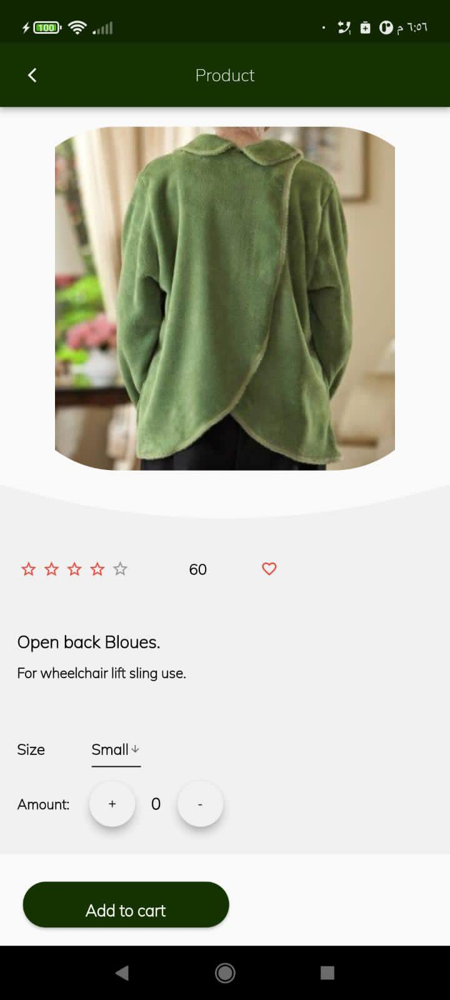 100
٦:٥٦ م
Product
60
Open back Bloues.
For wheelchair lift sling use.
Size Small
Amount: + 0 -
Add to cart